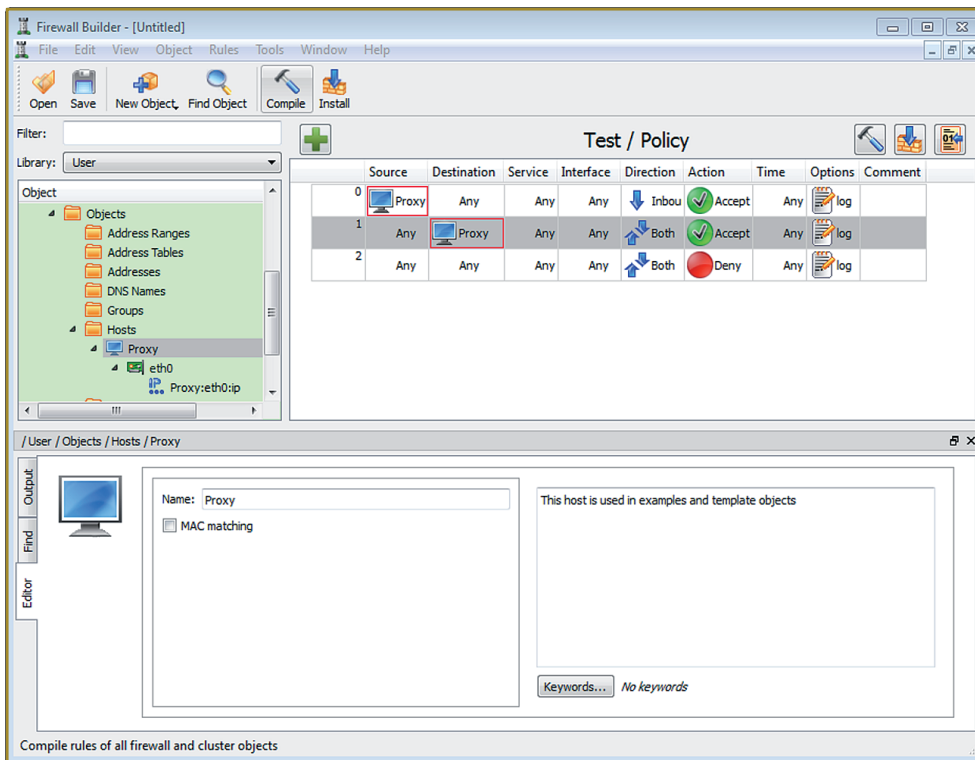 Firewall Builder - [Untitled]
File Edit View Object Rules Tools Window Help
Open Save New Object Find Object Compile Install
Filter:
Library: User
Object
Objects
Address Ranges
Address Tables
Addresses
DNS Names
Groups
Hosts
Proxy
eth0
IP Proxy:eth0:ip
Test / Policy
Source Destination Service Interface Direction Action Time Options Comment
0 Proxy Any Any Any Inbou Accept Any log
1 Any Proxy Any Any Both Accept Any log
2 Any Any Any Any Both Deny Any log
/ User / Objects / Hosts / Proxy
Output
Find
Editor
Name: Proxy
MAC matching
This host is used in examples and template objects
Keywords... No keywords
Compile rules of all firewall and cluster objects